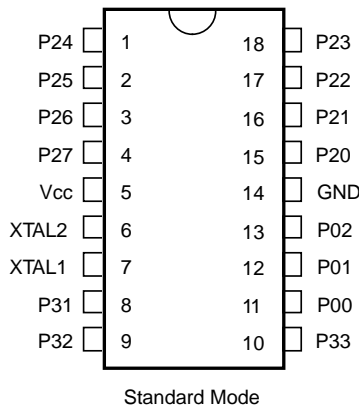 P24 1 18 P23
P25 2 17 P22
P26 3 16 P21
P27 4 15 P20
Vcc 5 14 GND
XTAL2 6 13 P02
XTAL1 7 12 P01
P31 8 11 P00
P32 9 10 P33
Standard Mode